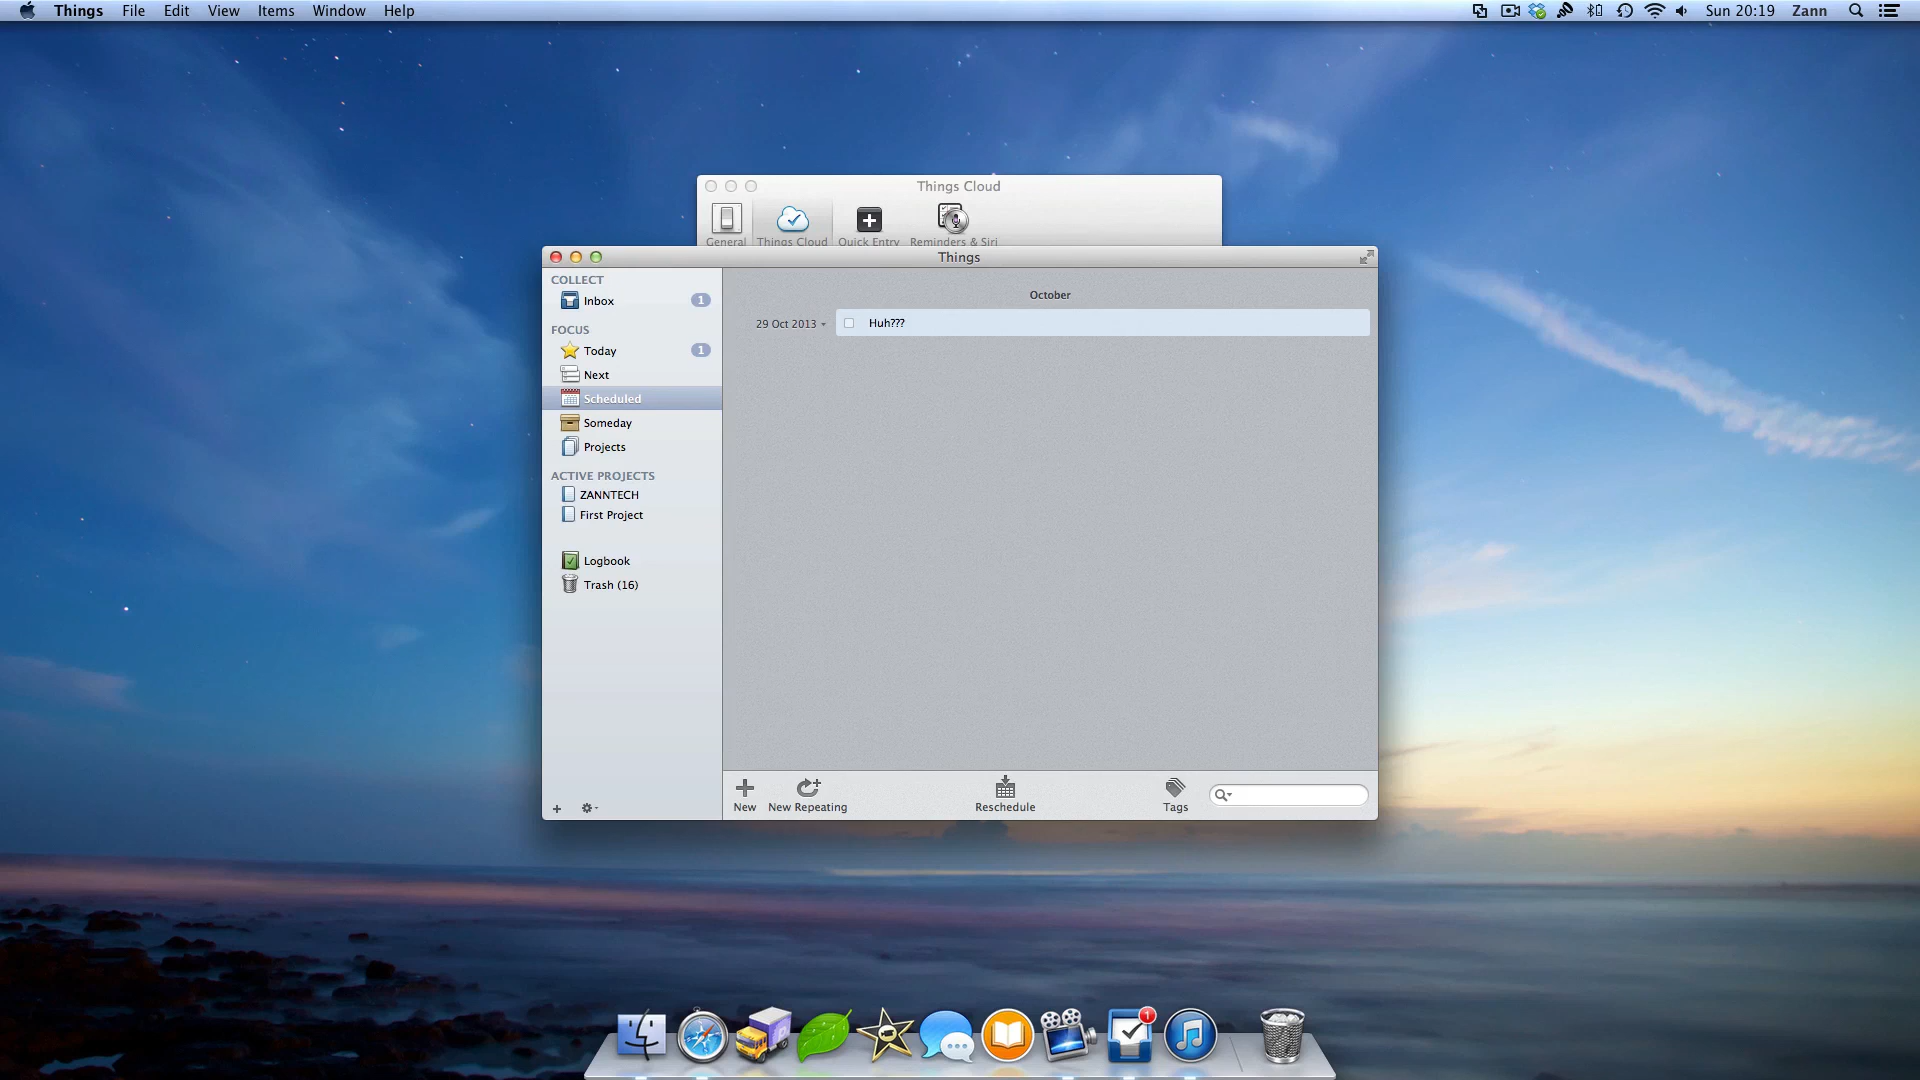 Things File Edit View Items Window Help
Sun 20:19 Zann
Things Cloud
General Things Cloud Quick Entry Reminders & Siri
Things
COLLECT
Inbox 1
FOCUS
Today 1
Next
Scheduled
Someday
Projects
ACTIVE PROJECTS
ZANNTECH
First Project
Logbook
Trash (16)
October
29 Oct 2013 Huh???
New New Repeating Reschedule Tags
1